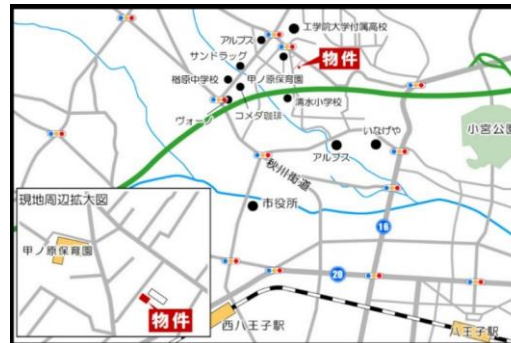 工学院大学付属高校
アルプス
物件
サンドラッグ
楢原中学校
甲ノ原保育園
清水小学校
コメダ珈琲
ヴォーノ
いなげや
アルプス
小宮公園
秋川街道
市役所
16
20
西八王子駅
八王子駅
現地周辺拡大図
甲ノ原保育園
物件